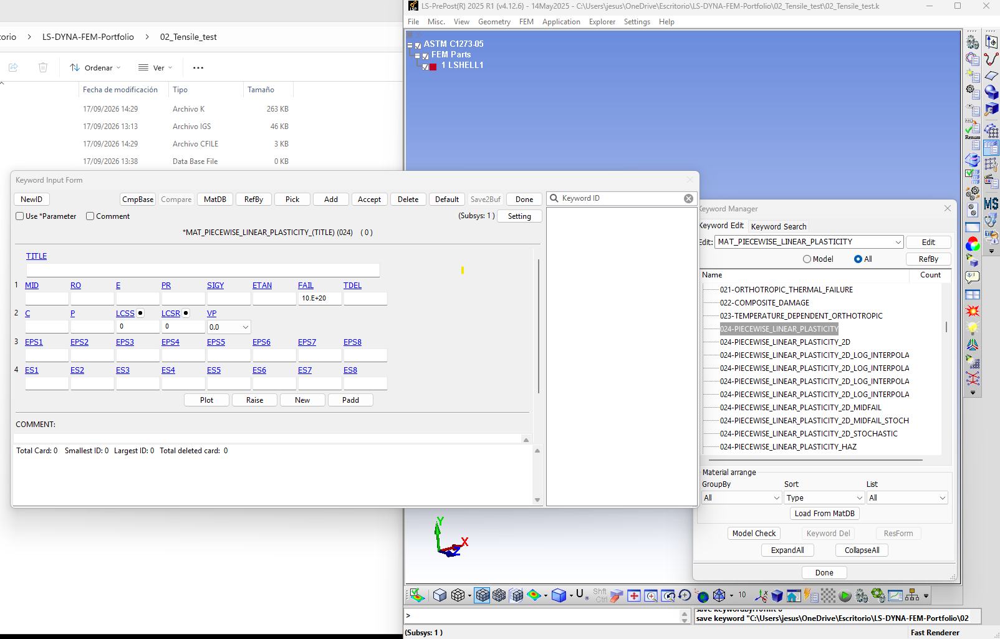 LS-PrePost(R) 2025 R1 (v4.12.6) - 14May2025 - C:\Users\jesus\OneDrive\Escritorio\LS-DYNA-FEM-Portfolio\02_Tensile_test\02_Tensile_test.k
File Misc. View Geometry FEM Application Explorer Settings Help
torio > LS-DYNA-FEM-Portfolio > 02_Tensile_test
Ordenar Ver ...
Fecha de modificación Tipo Tamaño
17/09/2026 14:29 Archivo K 263 KB
17/09/2026 13:13 Archivo IGS 46 KB
17/09/2026 14:29 Archivo CFILE 3 KB
17/09/2026 13:38 Data Base File 0 KB
ASTM C1273-05
FEM Parts
1 LSHELL1
Renum
MS
Keyword Input Form
NewID CmpBase Compare MatDB RefBy Pick Add Accept Delete Default Save2Buf Done
Keyword ID
Use *Parameter Comment (Subsys: 1 ) Setting
*MAT_PIECEWISE_LINEAR_PLASTICITY_(TITLE) (024) ( 0 )
TITLE
1 MID RO E PR SIGY ETAN FAIL TDEL
10.E+20
2 C P LCSS LCSR VP
0 0 0.0
3 EPS1 EPS2 EPS3 EPS4 EPS5 EPS6 EPS7 EPS8
4 ES1 ES2 ES3 ES4 ES5 ES6 ES7 ES8
Plot Raise New Padd
COMMENT:
Total Card: 0 Smallest ID: 0 Largest ID: 0 Total deleted card: 0
Keyword Manager
Keyword Edit Keyword Search
Edit: MAT_PIECEWISE_LINEAR_PLASTICITY Edit
Model All RefBy
Name Count
021-ORTHOTROPIC_THERMAL_FAILURE
022-COMPOSITE_DAMAGE
023-TEMPERATURE_DEPENDENT_ORTHOTROPIC
024-PIECEWISE_LINEAR_PLASTICITY
024-PIECEWISE_LINEAR_PLASTICITY_2D
024-PIECEWISE_LINEAR_PLASTICITY_2D_LOG_INTERPOLA
024-PIECEWISE_LINEAR_PLASTICITY_2D_LOG_INTERPOLA
024-PIECEWISE_LINEAR_PLASTICITY_2D_LOG_INTERPOLA
024-PIECEWISE_LINEAR_PLASTICITY_2D_LOG_INTERPOLA
024-PIECEWISE_LINEAR_PLASTICITY_2D_MIDFAIL
024-PIECEWISE_LINEAR_PLASTICITY_2D_MIDFAIL_STOCH
024-PIECEWISE_LINEAR_PLASTICITY_2D_STOCHASTIC
024-PIECEWISE_LINEAR_PLASTICITY_HAZ
Material arrange
GroupBy Sort List
All Type All
Load From MatDB
Model Check Keyword Del ResForm
ExpandAll CollapseAll
Done
Y
X
Z
U Shft Ctrl 10
>
save keywordbyfront 0
save keyword "C:\Users\jesus\OneDrive\Escritorio\LS-DYNA-FEM-Portfolio\02
(Subsys: 1 ) Fast Renderer